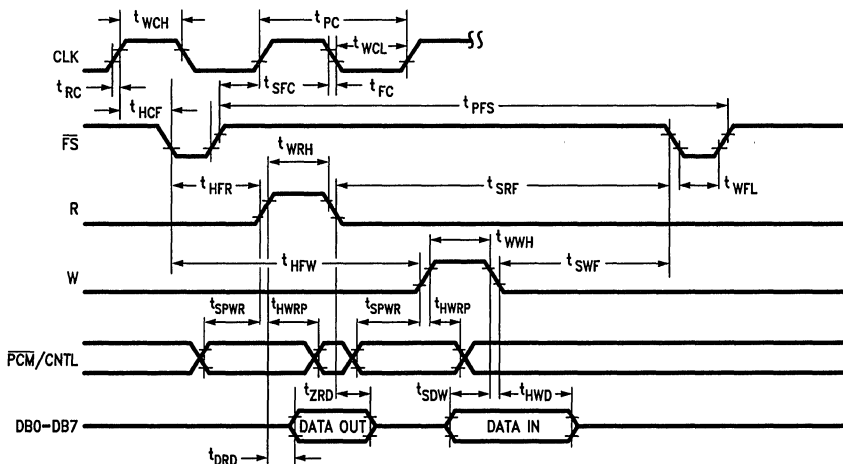 tWCH
tPC
CLK
tWCL
tRC
tSFC
tFC
tHCF
tPFS
FS
tWRH
tHFR
tSRF
tWFL
R
tWWH
tHFW
tSWF
W
tSPWR
tHWRP
tSPWR
tHWRP
PCM/CNTL
tZRD
tSDW
tHWD
DB0-DB7
DATA OUT
DATA IN
tDRD